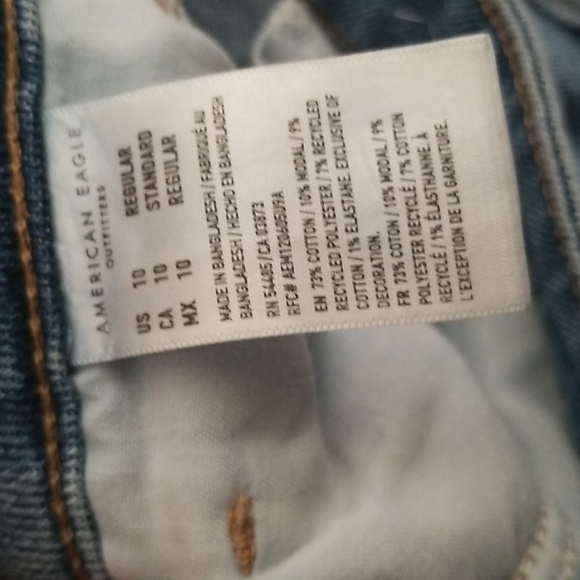 AMERICAN EAGLE
OUTFITTERS
US 10 REGULAR
CA 10 STANDARD
MX 10 REGULAR
MADE IN BANGLADESH / FABRIQUÉ AU
BANGLADESH / HECHO EN BANGLADESH
RN 54485 / CA 03873
RFC# AEM120605U9A
EN 73% COTTON / 10% MODAL / 9%
RECYCLED POLYESTER / 7% RECYCLED
COTTON / 1% ELASTANE. EXCLUSIVE OF
DECORATION.
FR 73% COTON / 10% MODAL / 9%
POLYESTER RECYCLÉ / 7% COTTON
RECYCLÉ / 1% ÉLASTHANNE. À
L'EXCEPTION DE LA GARNITURE.